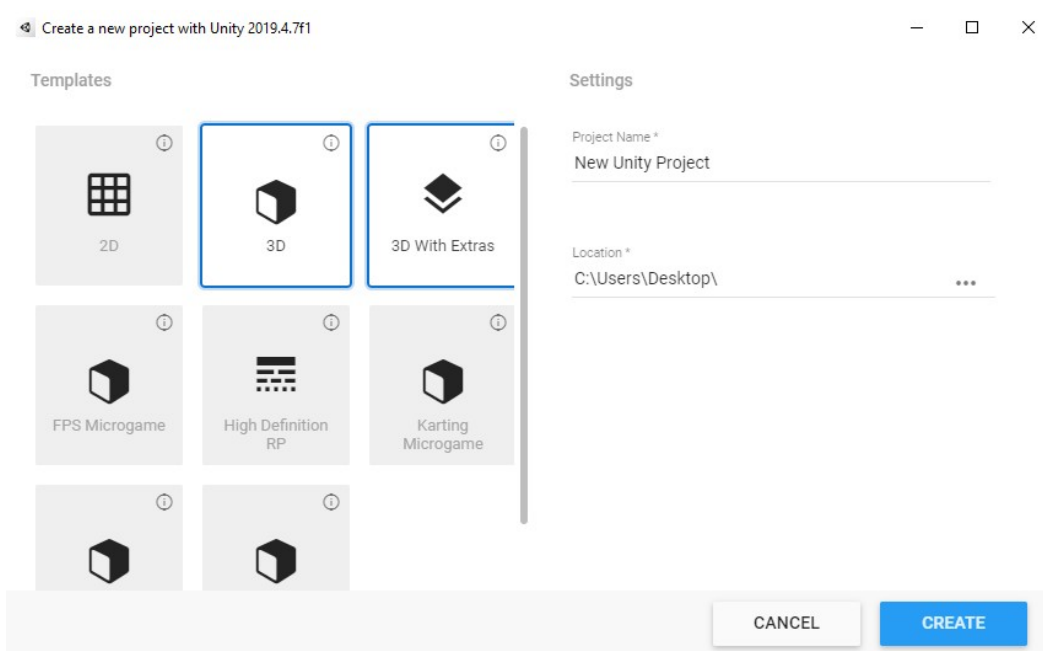 Create a new project with Unity 2019.4.7f1
Templates
2D
3D
3D With Extras
FPS Microgame
High Definition
RP
Karting
Microgame
Settings
Project Name *
New Unity Project
Location *
C:\Users\Desktop\
CANCEL
CREATE